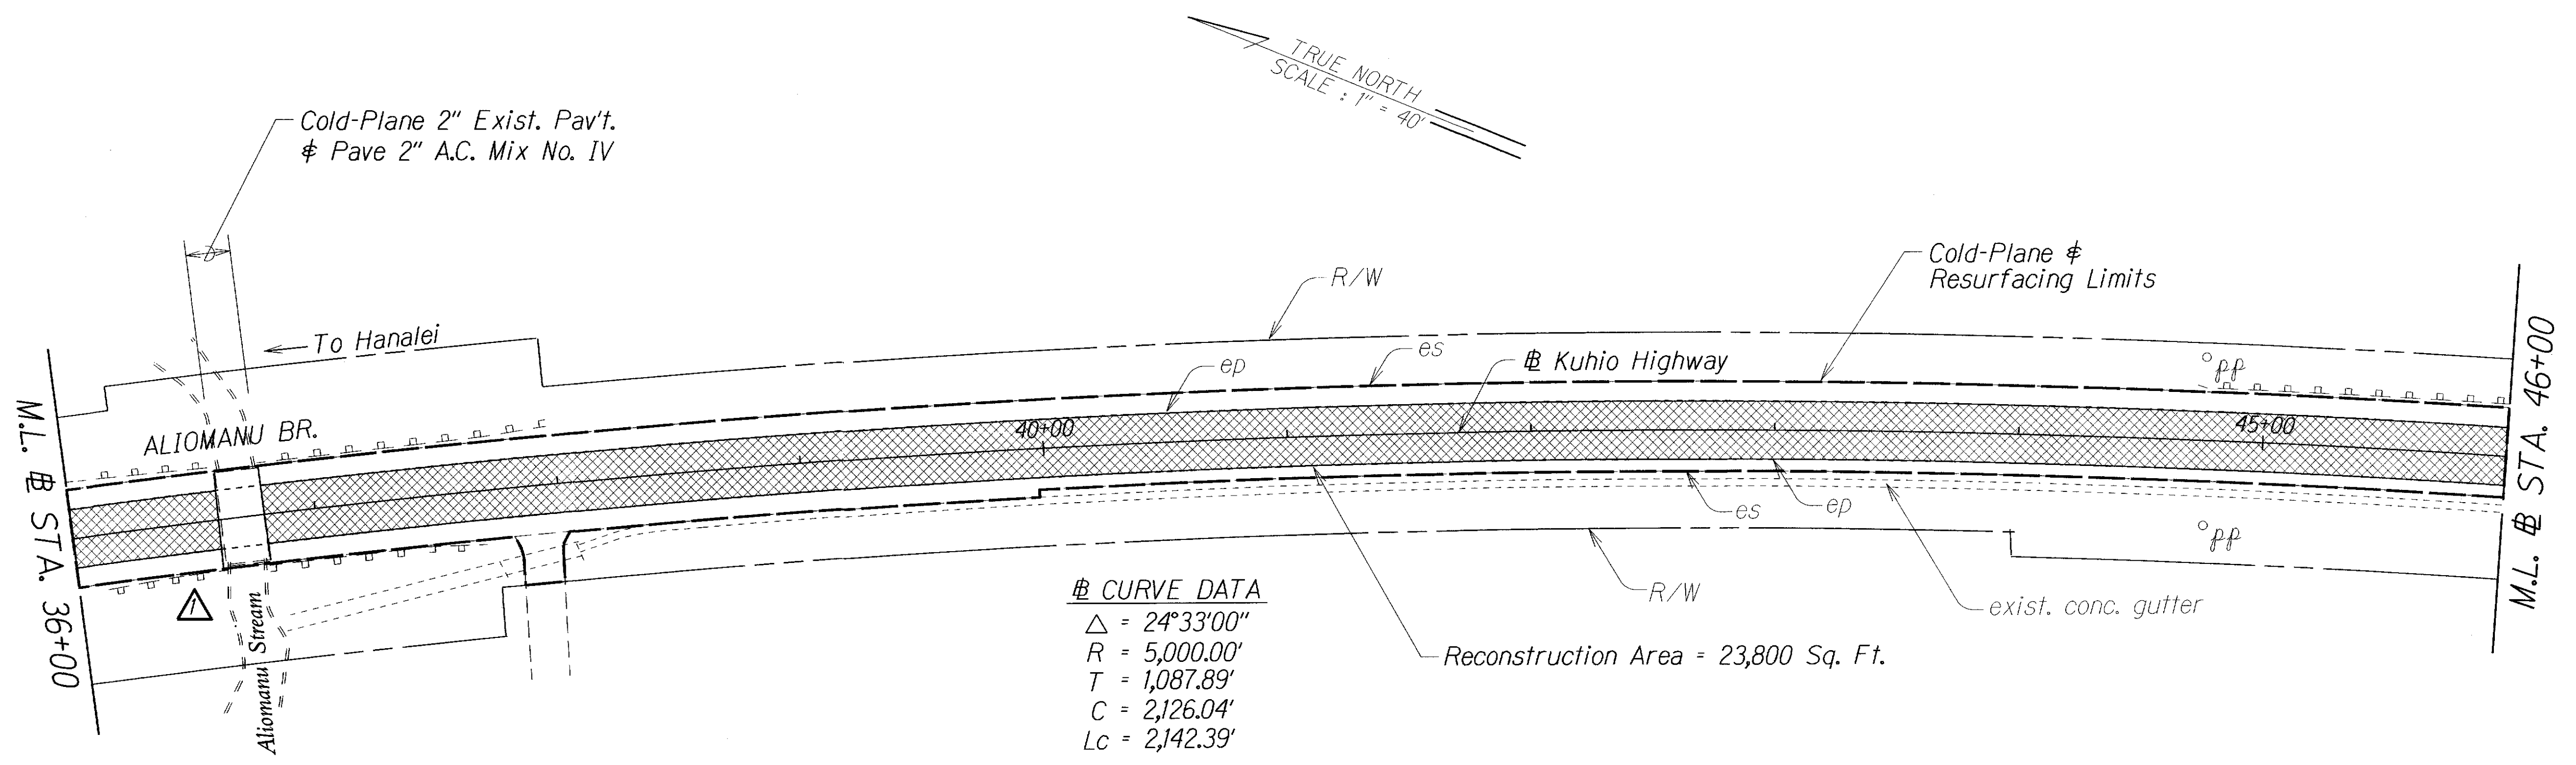 TRUE NORTH
SCALE : 1" = 40'
Cold-Plane 2" Exist. Pav't.
& Pave 2" A.C. Mix No. IV
To Hanalei
R/W
Cold-Plane &
Resurfacing Limits
es
ep
℄ Kuhio Highway
pp
ALIOMANU BR.
40+00
45+00
M.L. ℄ STA. 36+00
M.L. ℄ STA. 46+00
1
Aliomanu Stream
es
ep
pp
R/W
exist. conc. gutter
Reconstruction Area = 23,800 Sq. Ft.
℄ CURVE DATA
△ = 24°33'00"
R = 5,000.00'
T = 1,087.89'
C = 2,126.04'
Lc = 2,142.39'